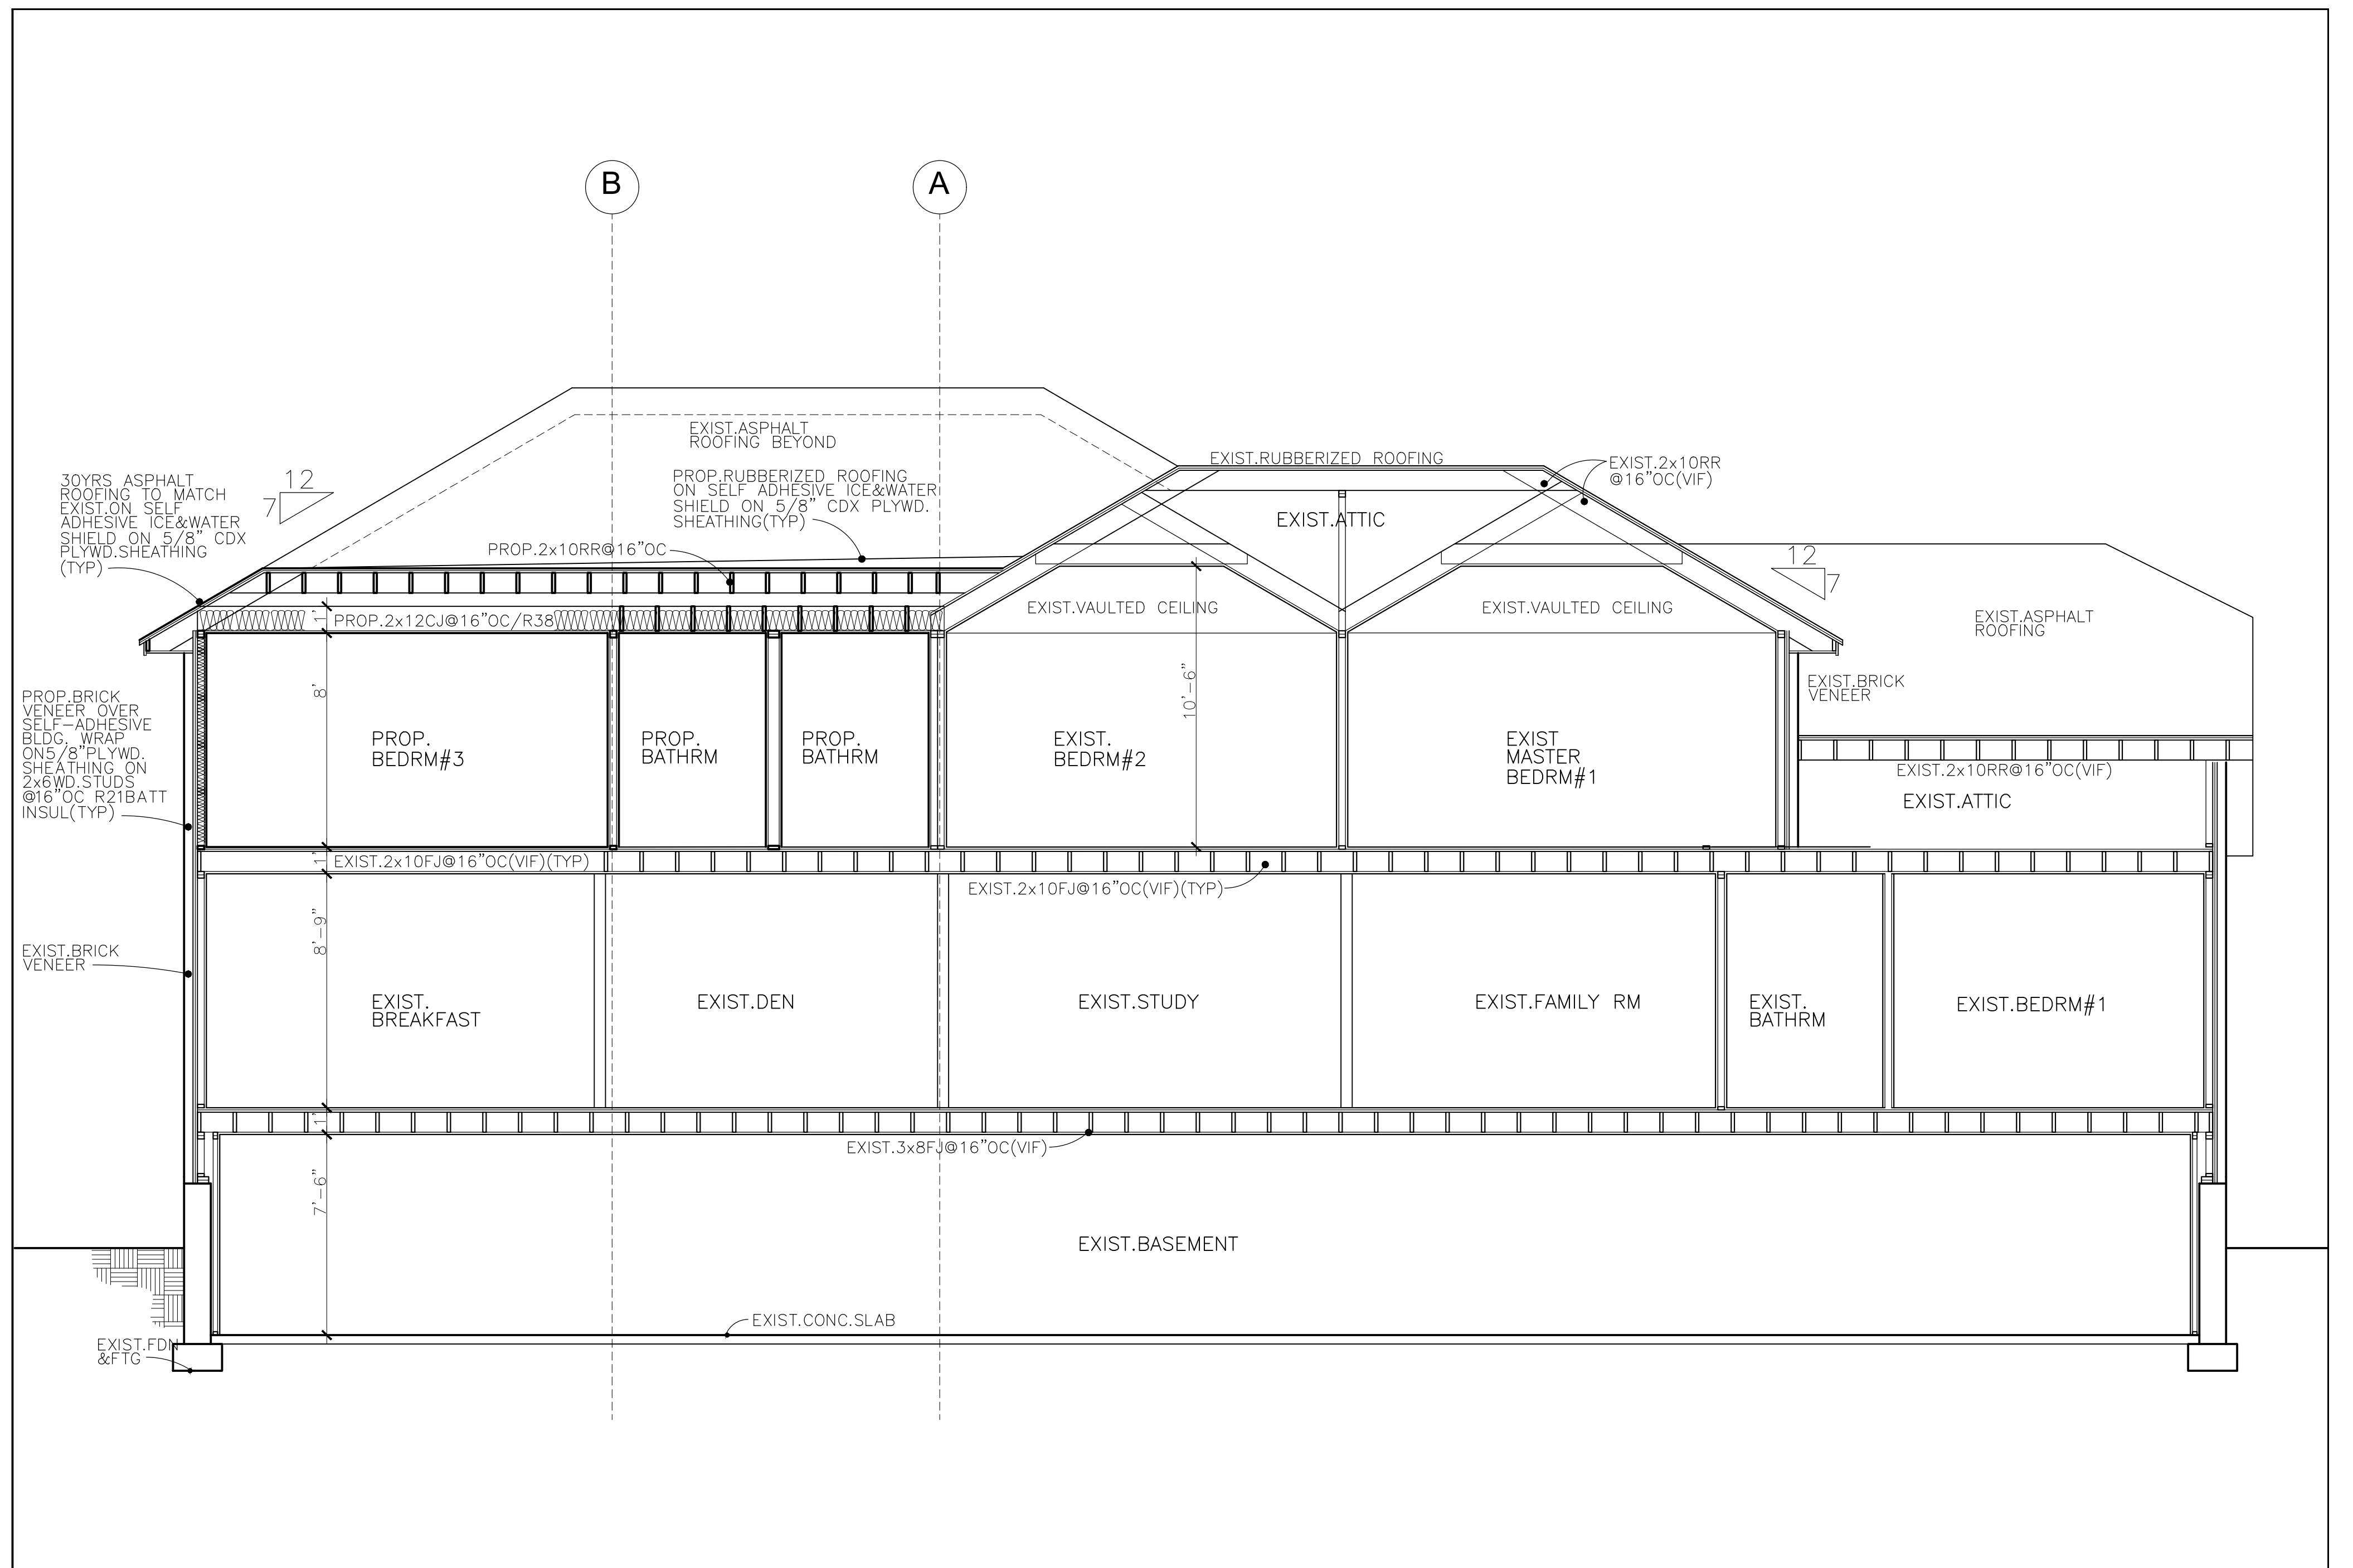 B
A
EXIST.ASPHALT
ROOFING BEYOND
EXIST.RUBBERIZED ROOFING
EXIST.2x10RR
@16"OC(VIF)
30YRS ASPHALT
ROOFING TO MATCH
EXIST.ON SELF
ADHESIVE ICE&WATER
SHIELD ON 5/8" CDX
PLYWD.SHEATHING
(TYP)
12
7
PROP.RUBBERIZED ROOFING
ON SELF ADHESIVE ICE&WATER
SHIELD ON 5/8" CDX PLYWD.
SHEATHING(TYP)
EXIST.ATTIC
PROP.2x10RR@16"OC
12
7
1'
PROP.2x12CJ@16"OC/R38
EXIST.VAULTED CEILING
EXIST.VAULTED CEILING
EXIST.ASPHALT
ROOFING
8'
10'-6"
EXIST.BRICK
VENEER
PROP.BRICK
VENEER OVER
SELF-ADHESIVE
BLDG. WRAP
ON5/8"PLYWD.
SHEATHING ON
2x6WD.STUDS
@16"OC R21BATT
INSUL(TYP)
PROP.
BEDRM#3
PROP.
BATHRM
PROP.
BATHRM
EXIST.
BEDRM#2
EXIST
MASTER
BEDRM#1
EXIST.2x10RR@16"OC(VIF)
EXIST.ATTIC
1'
EXIST.2x10FJ@16"OC(VIF)(TYP)
EXIST.2x10FJ@16"OC(VIF)(TYP)
8'-9"
EXIST.BRICK
VENEER
EXIST.
BREAKFAST
EXIST.DEN
EXIST.STUDY
EXIST.FAMILY RM
EXIST.
BATHRM
EXIST.BEDRM#1
1'
EXIST.3x8FJ@16"OC(VIF)
7'-6"
EXIST.BASEMENT
EXIST.CONC.SLAB
EXIST.FDN
&FTG